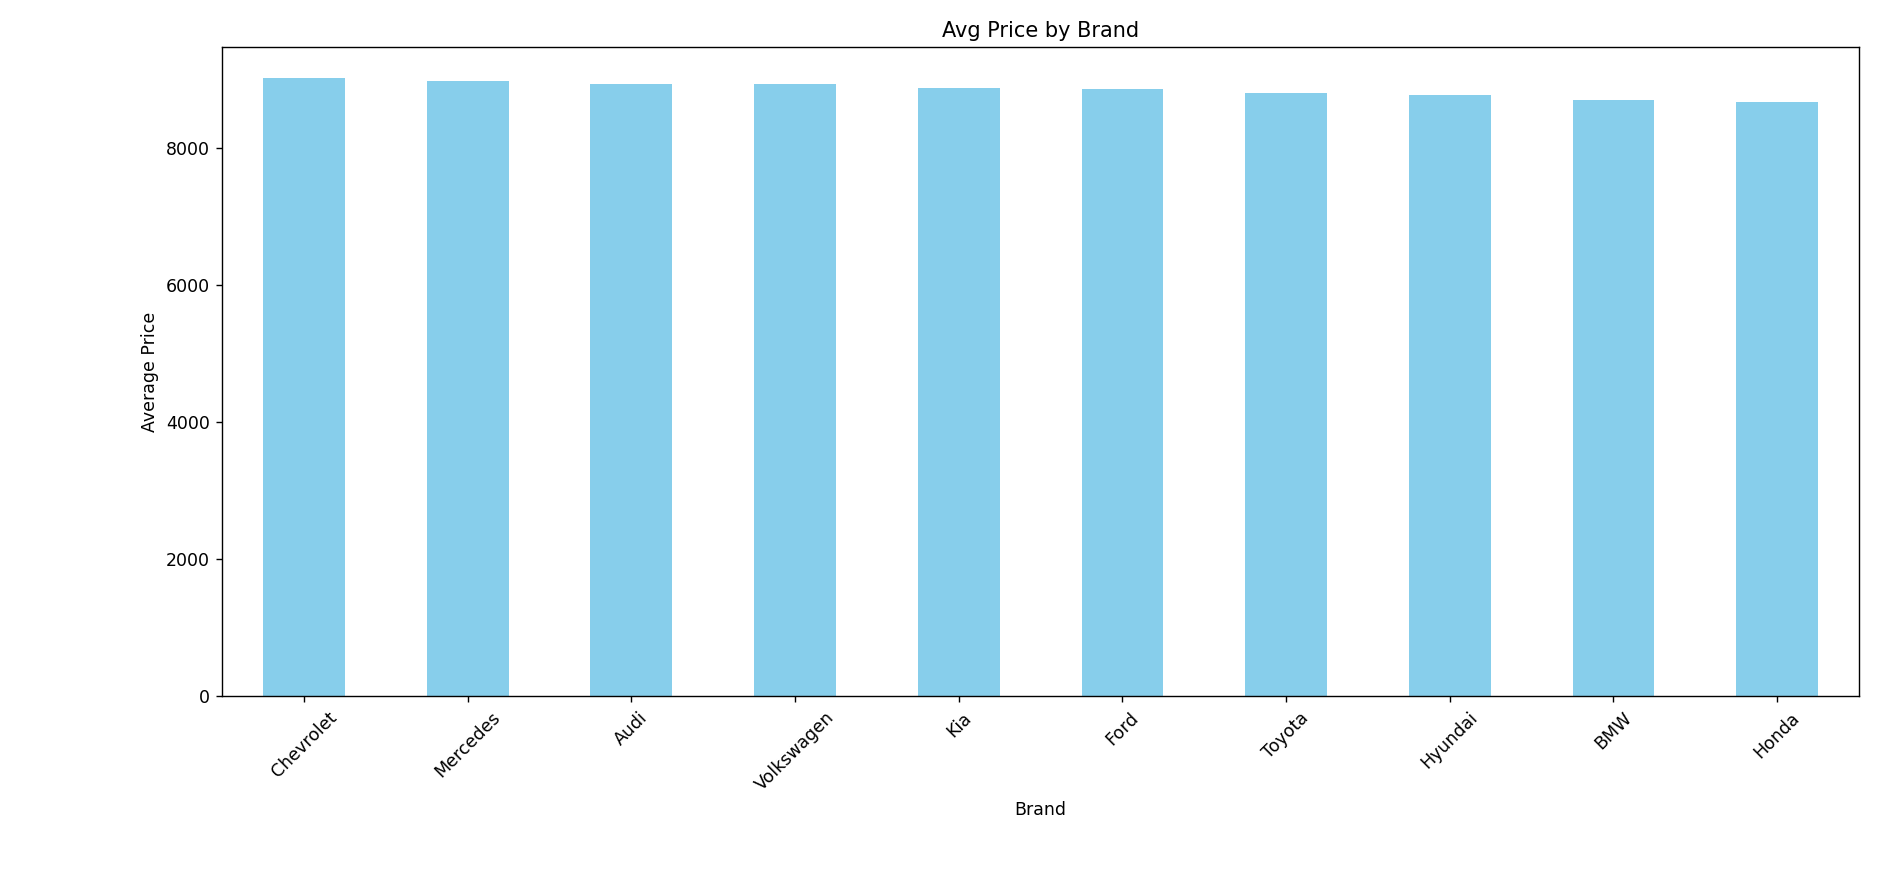 Avg Price by Brand
Average Price
8000
6000
4000
2000
0
Chevrolet
Mercedes
Audi
Volkswagen
Kia
Ford
Toyota
Hyundai
BMW
Honda
Brand